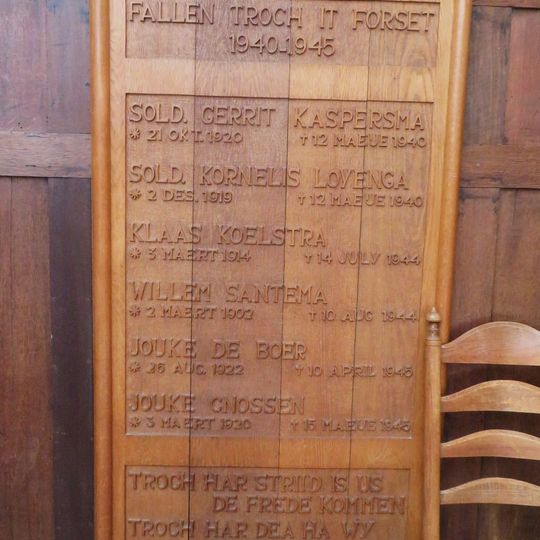 FALLEN TROCH IT FORSET
1940-1945
SOLD. GERRIT KASPERSMA
* 21 OKT. 1920 † 12 MAEIJE 1940
SOLD. KORNELIS LOVENGA
* 2 DES. 1919 † 12 MAEIJE 1940
KLAAS KOELSTRA
* 3 MAERT 1914 † 14 JULY 1944
WILLEM SANTEMA
* 2 MAERT 1902 † 10 AUG 1944
JOUKE DE BOER
* 26 AUG. 1922 † 10 APRIL 1945
JOUKE GNOSSEN
* 3 MAERT 1920 † 15 MAEIJE 1945
TROCH HAR STRIID IS US
DE FREDE KOMMEN
TROCH HAR DEA HA WY